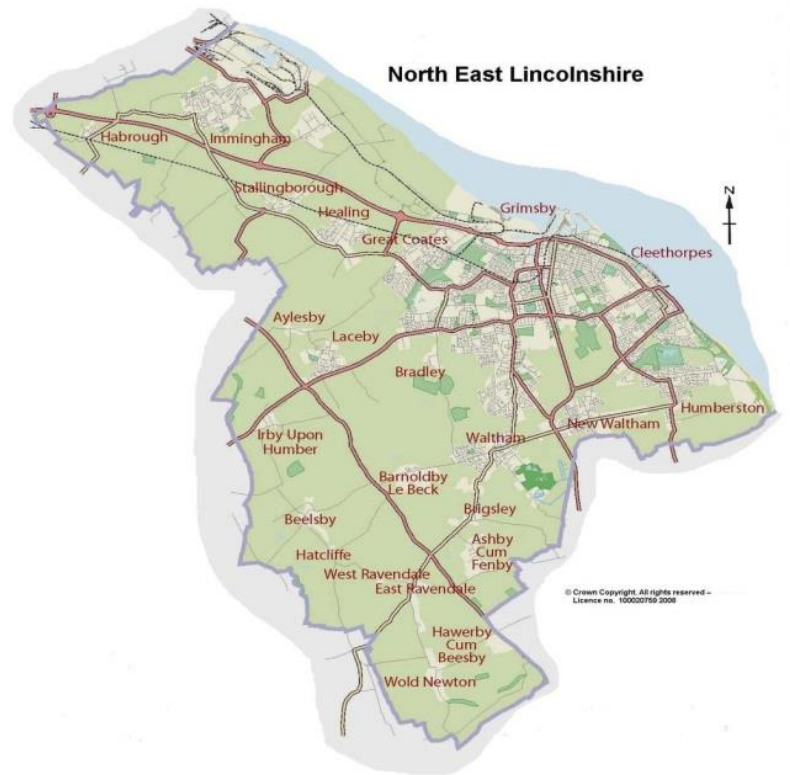 North East Lincolnshire
Habrough
Immingham
Stallingborough
Healing
Grimsby
Great Coates
N
Cleethorpes
Aylesby
Laceby
Bradley
Humberston
New Waltham
Irby Upon
Humber
Waltham
Barnoldby
Le Beck
Brigsley
Beelsby
Ashby
Cum
Fenby
Hatcliffe
West Ravendale
East Ravendale
© Crown Copyright. All rights reserved –
Licence no. 100020759 2008
Hawerby
Cum
Beesby
Wold Newton